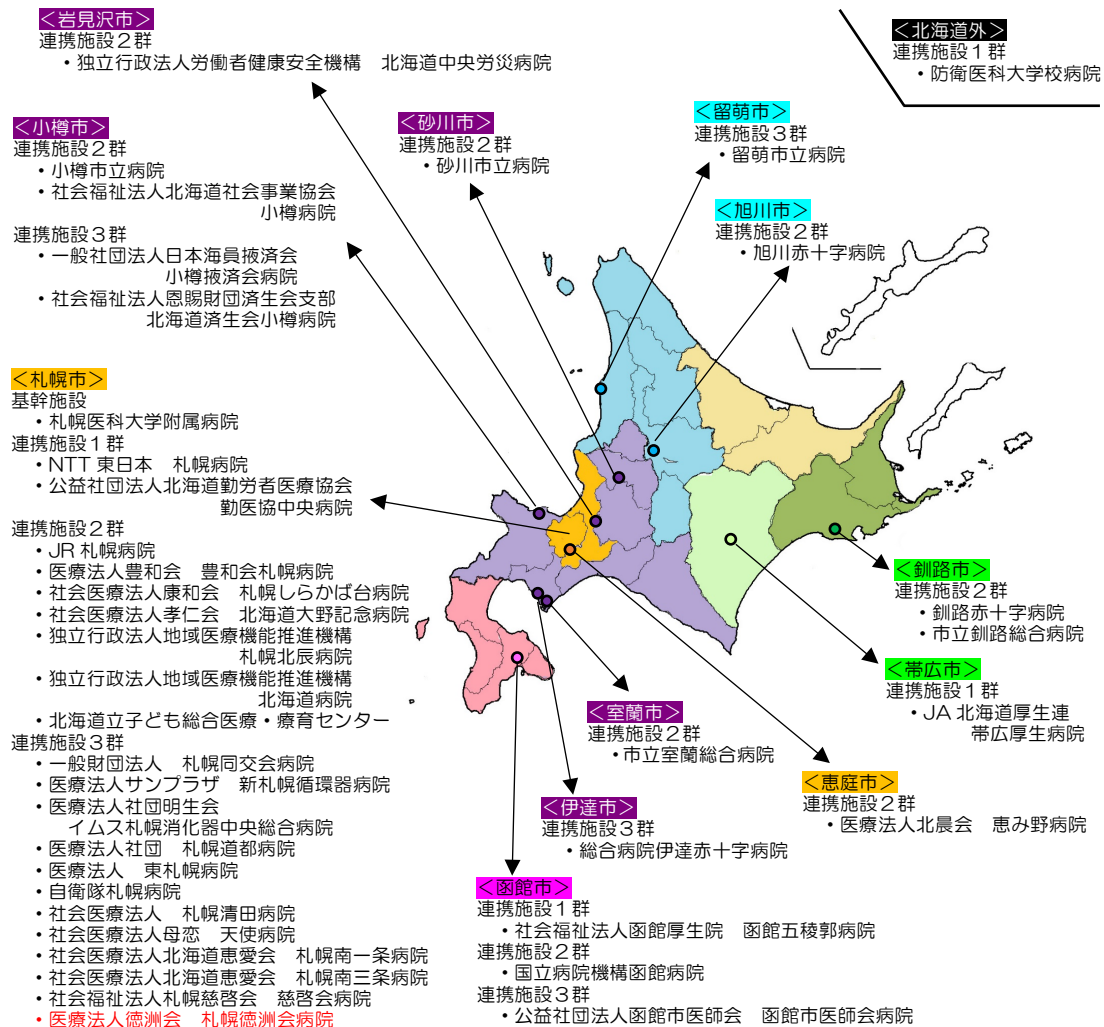 ＜岩見沢市＞
連携施設２群
・独立行政法人労働者健康安全機構　北海道中央労災病院
＜北海道外＞
連携施設１群
・防衛医科大学校病院
＜小樽市＞
連携施設２群
・小樽市立病院
・社会福祉法人北海道社会事業協会
小樽病院
連携施設３群
・一般社団法人日本海員掖済会
小樽掖済会病院
・社会福祉法人恩賜財団済生会支部
北海道済生会小樽病院
＜砂川市＞
連携施設２群
・砂川市立病院
＜留萌市＞
連携施設３群
・留萌市立病院
＜旭川市＞
連携施設２群
・旭川赤十字病院
＜札幌市＞
基幹施設
・札幌医科大学附属病院
連携施設１群
・NTT東日本　札幌病院
・公益社団法人北海道勤労者医療協会
勤医協中央病院
連携施設２群
・JR札幌病院
・医療法人豊和会　豊和会札幌病院
・社会医療法人康和会　札幌しらかば台病院
・社会医療法人孝仁会　北海道大野記念病院
・独立行政法人地域医療機能推進機構
札幌北辰病院
・独立行政法人地域医療機能推進機構
北海道病院
・北海道立子ども総合医療・療育センター
連携施設３群
・一般財団法人　札幌同交会病院
・医療法人サンプラザ　新札幌循環器病院
・医療法人社団明生会
イムス札幌消化器中央総合病院
・医療法人社団　札幌道都病院
・医療法人　東札幌病院
・自衛隊札幌病院
・社会医療法人　札幌清田病院
・社会医療法人母恋　天使病院
・社会医療法人北海道恵愛会　札幌南一条病院
・社会医療法人北海道恵愛会　札幌南三条病院
・社会福祉法人札幌慈啓会　慈啓会病院
・医療法人徳洲会　札幌徳洲会病院
＜釧路市＞
連携施設２群
・釧路赤十字病院
・市立釧路総合病院
＜帯広市＞
連携施設１群
・JA北海道厚生連
帯広厚生病院
＜室蘭市＞
連携施設２群
・市立室蘭総合病院
＜恵庭市＞
連携施設２群
・医療法人北晨会　恵み野病院
＜伊達市＞
連携施設３群
・総合病院伊達赤十字病院
＜函館市＞
連携施設１群
・社会福祉法人函館厚生院　函館五稜郭病院
連携施設２群
・国立病院機構函館病院
連携施設３群
・公益社団法人函館市医師会　函館市医師会病院